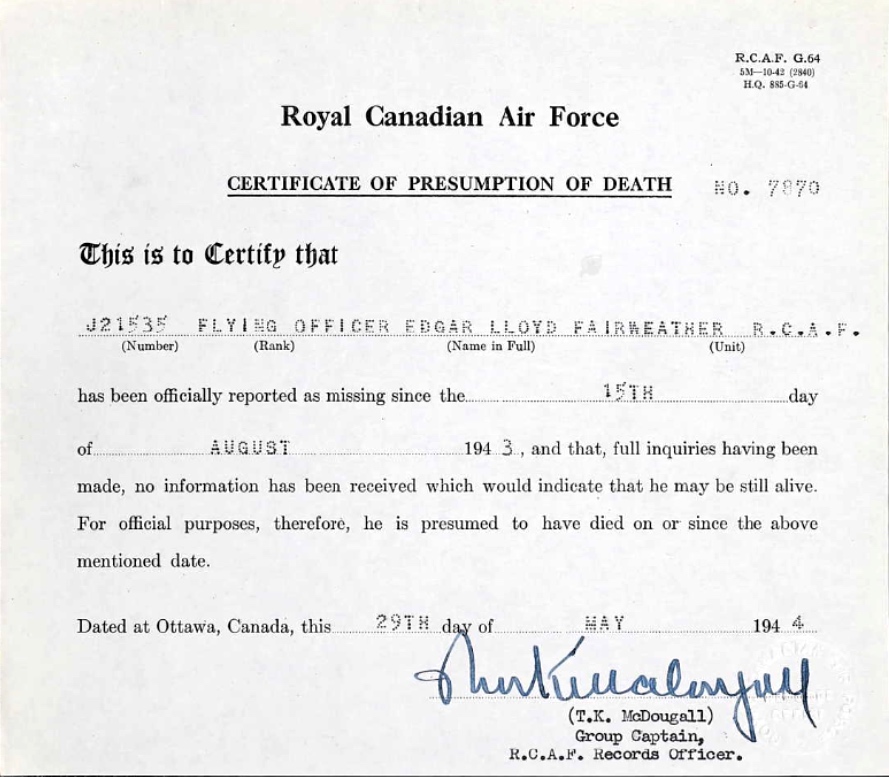 R.C.A.F. G.64
5M—10-42 (2840)
H.Q. 885-G-64
Royal Canadian Air Force
CERTIFICATE OF PRESUMPTION OF DEATH NO. 7870
This is to Certify that
J21535 FLYING OFFICER EDGAR LLOYD FAIRWEATHER R.C.A.F.
(Number) (Rank) (Name in Full) (Unit)
has been officially reported as missing since the 15TH day
of AUGUST 194 3, and that, full inquiries having been
made, no information has been received which would indicate that he may be still alive.
For official purposes, therefore, he is presumed to have died on or since the above
mentioned date.
Dated at Ottawa, Canada, this 29TH day of MAY 194 4
(T.K. McDougall)
Group Captain,
R.C.A.F. Records Officer.